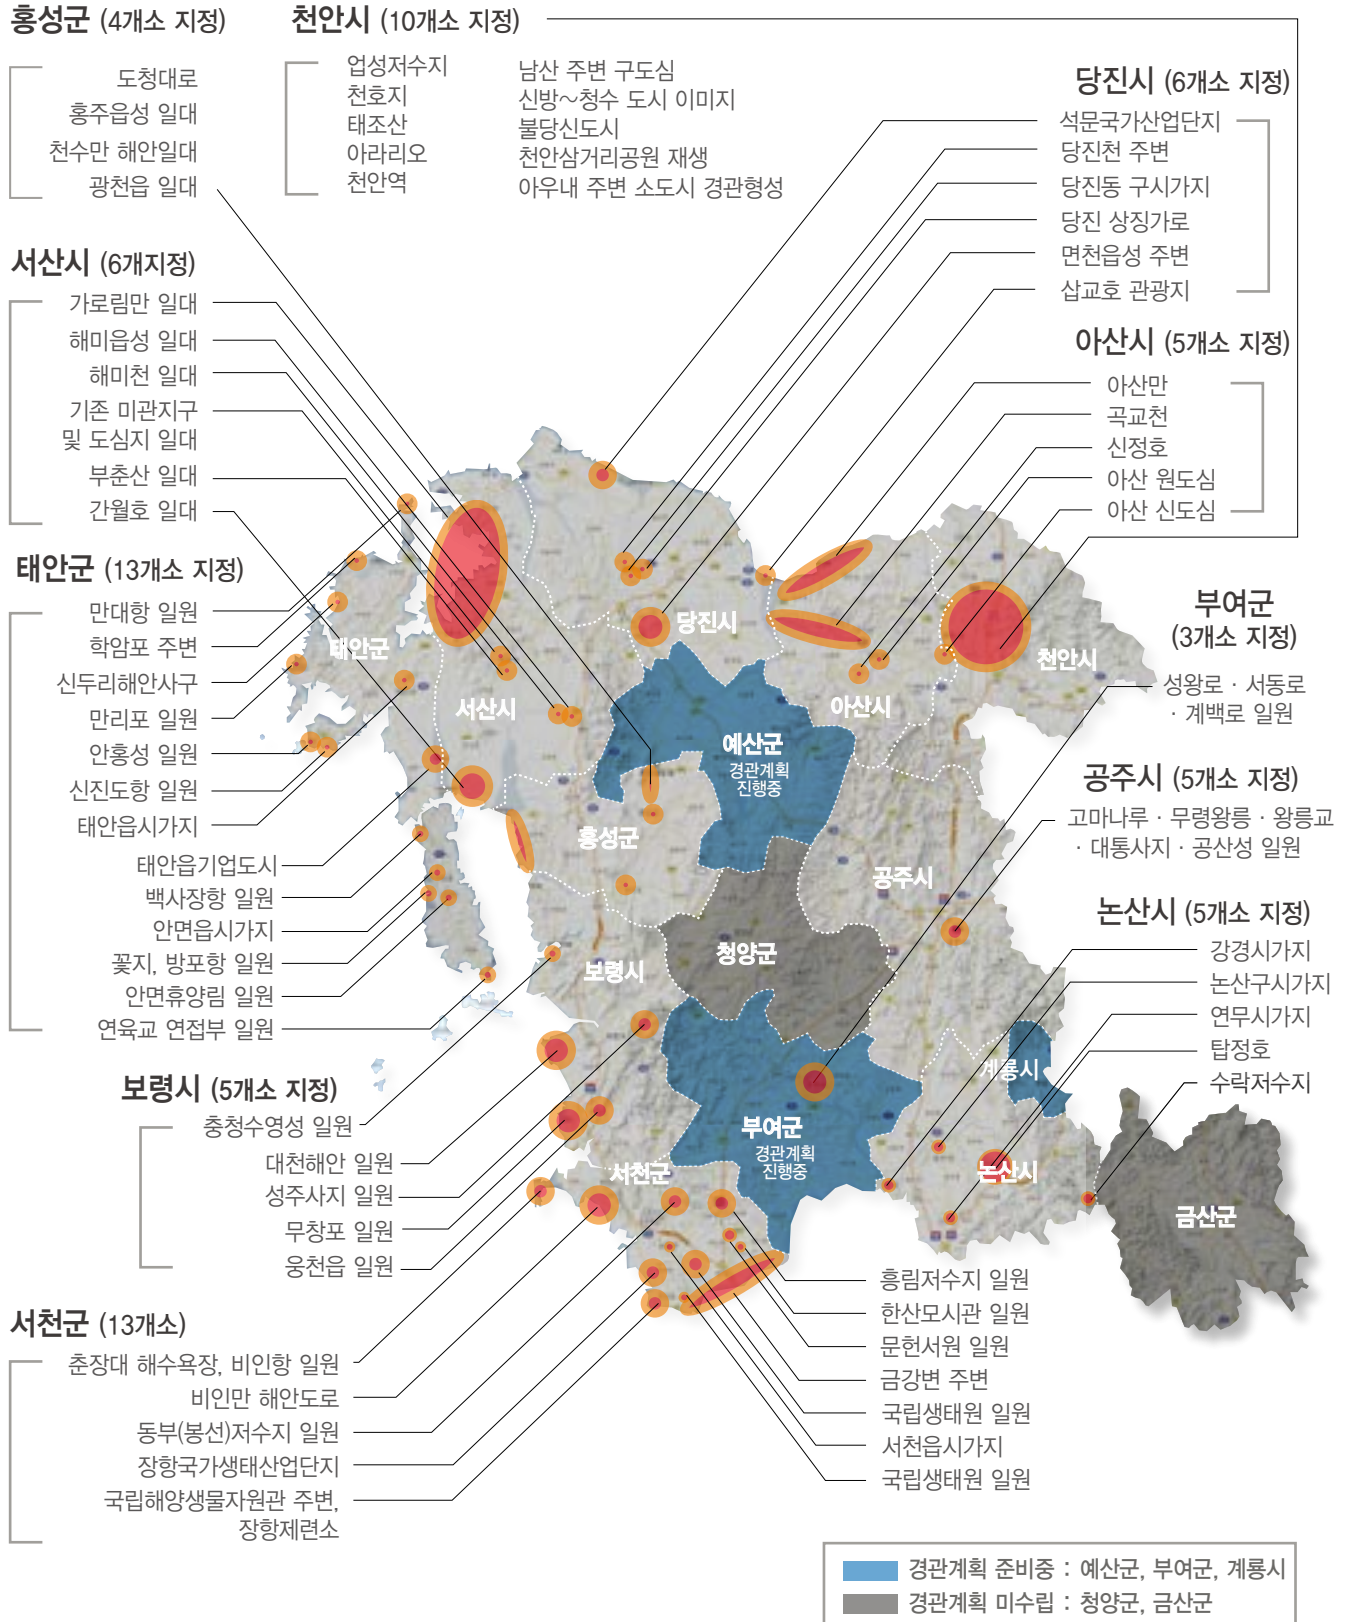 홍성군 (4개소 지정)
도청대로
홍주읍성 일대
천수만 해안일대
광천읍 일대
천안시 (10개소 지정)
업성저수지
천호지
태조산
아라리오
천안역
남산 주변 구도심
신방~청수 도시 이미지
불당신도시
천안삼거리공원 재생
아우내 주변 소도시 경관형성
당진시 (6개소 지정)
석문국가산업단지
당진천 주변
당진동 구시가지
당진 상징가로
면천읍성 주변
삽교호 관광지
서산시 (6개지정)
가로림만 일대
해미읍성 일대
해미천 일대
기존 미관지구
및 도심지 일대
부춘산 일대
간월호 일대
아산시 (5개소 지정)
아산만
곡교천
신정호
아산 원도심
아산 신도심
태안군 (13개소 지정)
만대항 일원
학암포 주변
신두리해안사구
만리포 일원
안흥성 일원
신진도항 일원
태안읍시가지
태안읍기업도시
백사장항 일원
안면읍시가지
꽃지, 방포항 일원
안면휴양림 일원
연육교 연접부 일원
부여군
(3개소 지정)
성왕로 · 서동로
· 계백로 일원
공주시 (5개소 지정)
고마나루 · 무령왕릉 · 왕릉교
· 대통사지 · 공산성 일원
논산시 (5개소 지정)
강경시가지
논산구시가지
연무시가지
탑정호
수락저수지
당진시
태안군
서산시
아산시
천안시
예산군
경관계획
진행중
홍성군
공주시
청양군
보령시
계룡시
부여군
경관계획
진행중
서천군
논산시
금산군
보령시 (5개소 지정)
충청수영성 일원
대천해안 일원
성주사지 일원
무창포 일원
웅천읍 일원
서천군 (13개소)
춘장대 해수욕장, 비인항 일원
비인만 해안도로
동부(봉선)저수지 일원
장항국가생태산업단지
국립해양생물자원관 주변,
장항제련소
흥림저수지 일원
한산모시관 일원
문헌서원 일원
금강변 주변
국립생태원 일원
서천읍시가지
국립생태원 일원
경관계획 준비중 : 예산군, 부여군, 계룡시
경관계획 미수립 : 청양군, 금산군